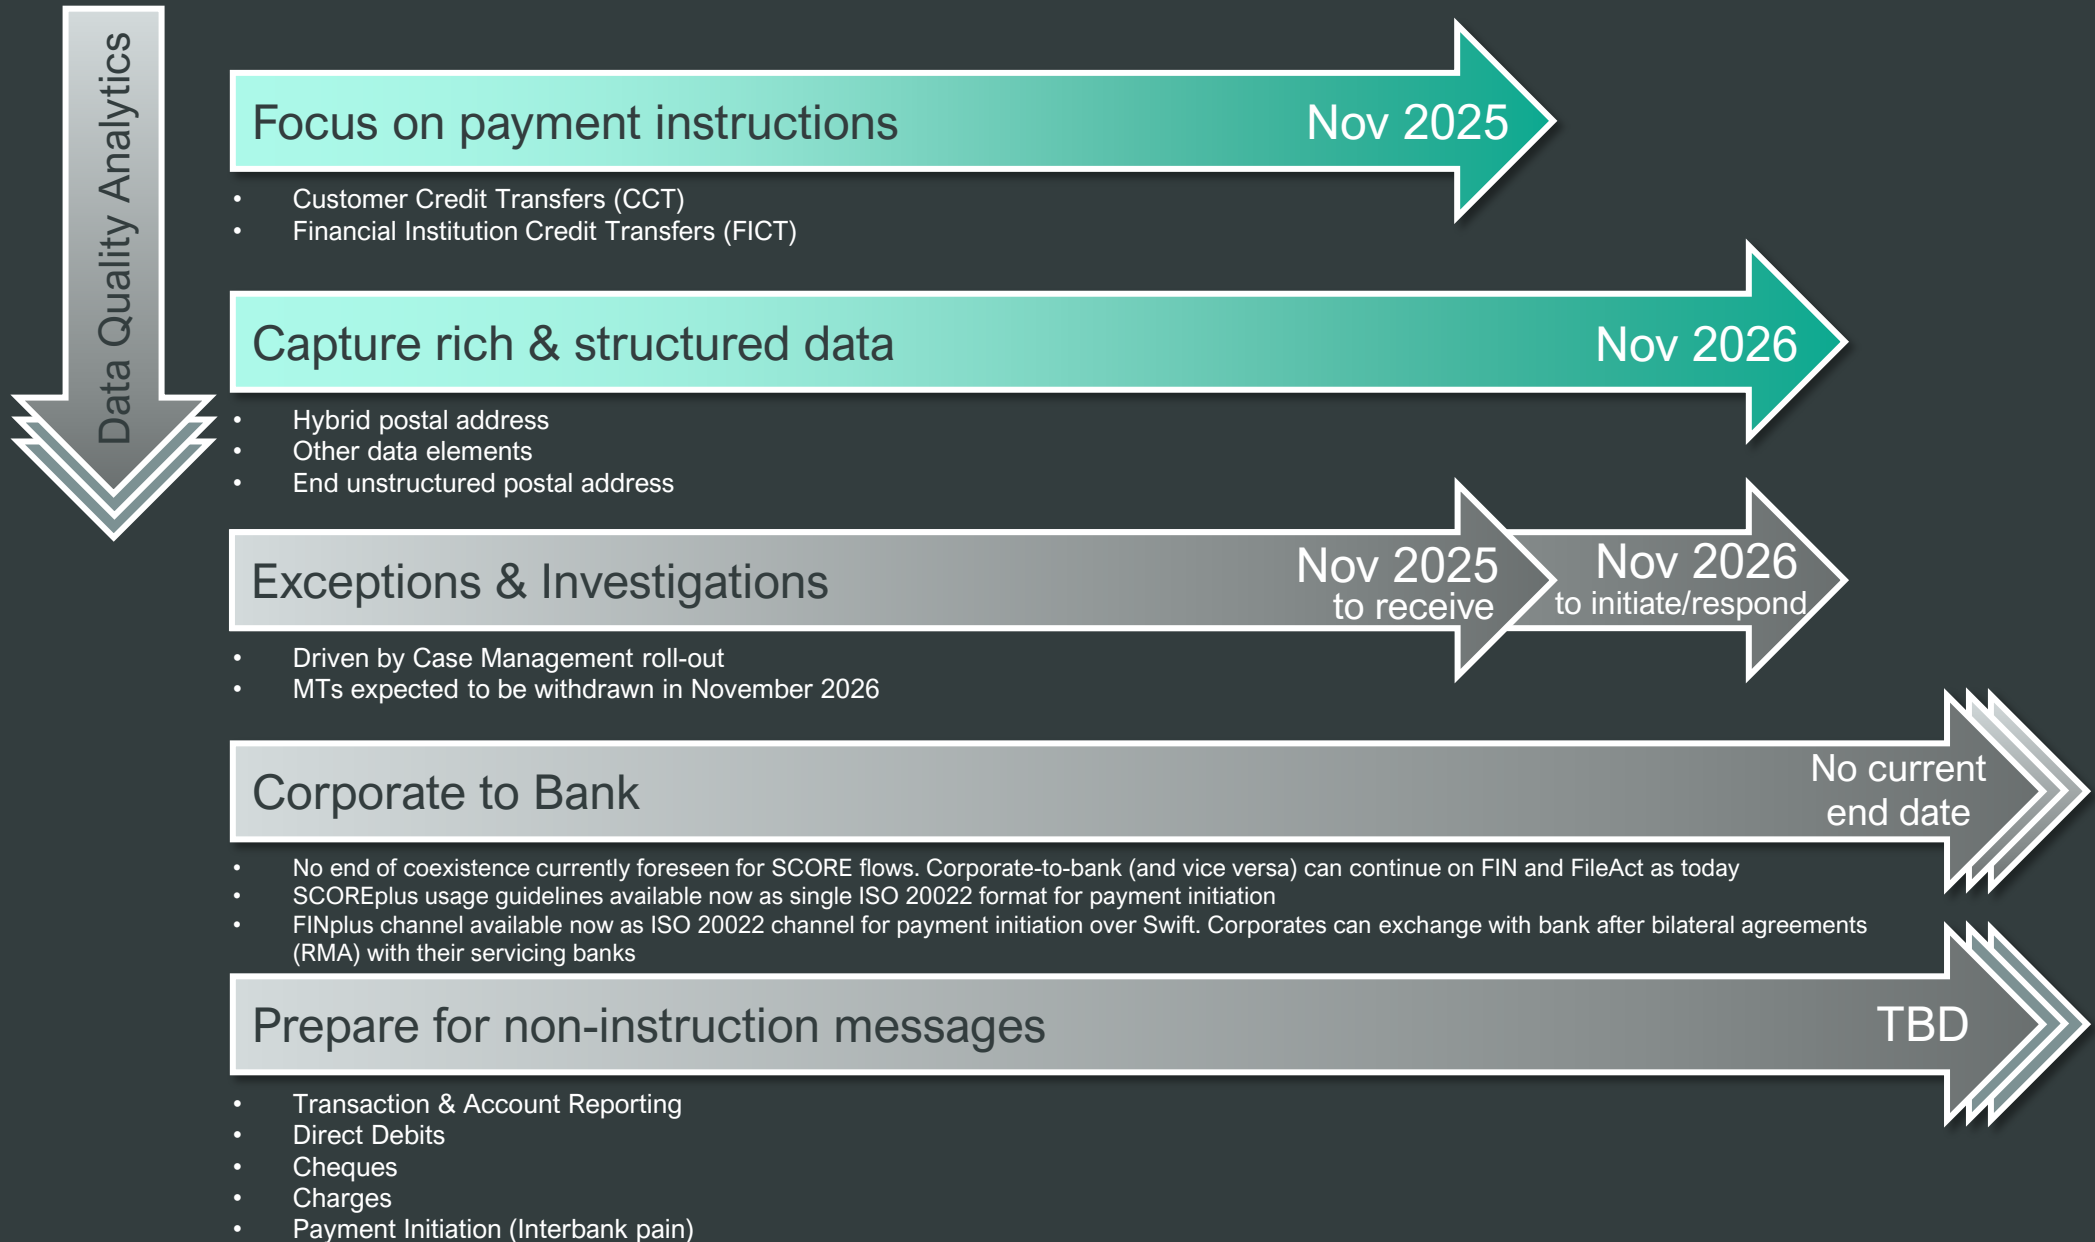 Data Quality Analytics
Focus on payment instructions
Nov 2025
• Customer Credit Transfers (CCT)
• Financial Institution Credit Transfers (FICT)
Capture rich & structured data
Nov 2026
• Hybrid postal address
• Other data elements
• End unstructured postal address
Exceptions & Investigations
Nov 2025
to receive
Nov 2026
to initiate/respond
• Driven by Case Management roll-out
• MTs expected to be withdrawn in November 2026
Corporate to Bank
No current
end date
• No end of coexistence currently foreseen for SCORE flows. Corporate-to-bank (and vice versa) can continue on FIN and FileAct as today
• SCOREplus usage guidelines available now as single ISO 20022 format for payment initiation
• FINplus channel available now as ISO 20022 channel for payment initiation over Swift. Corporates can exchange with bank after bilateral agreements
(RMA) with their servicing banks
Prepare for non-instruction messages
TBD
• Transaction & Account Reporting
• Direct Debits
• Cheques
• Charges
• Payment Initiation (Interbank pain)